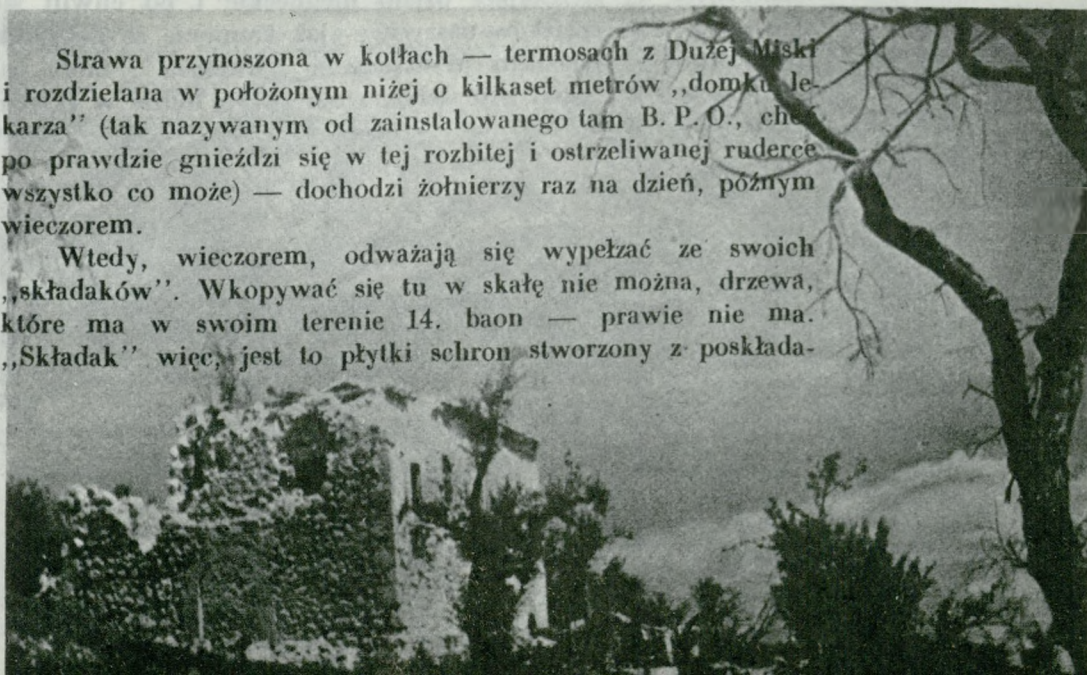 Strawa przynoszona w kotłach — termosach z Dużej Miski
i rozdzielana w położonym niżej o kilkaset metrów ,,domku le-
karza'' (tak nazywanym od zainstalowanego tam B. P. O., choć
po prawdzie gnieździ się w tej rozbitej i ostrzeliwanej ruderce
wszystko co może) — dochodzi żołnierzy raz na dzień, późnym
wieczorem.
Wtedy, wieczorem, odważają się wypełzać ze swoich
,,składaków''. Wkopywać się tu w skałę nie można, drzewa,
które ma w swoim terenie 14. baon — prawie nie ma.
,,Składak'' więc, jest to płytki schron stworzony z poskłada-